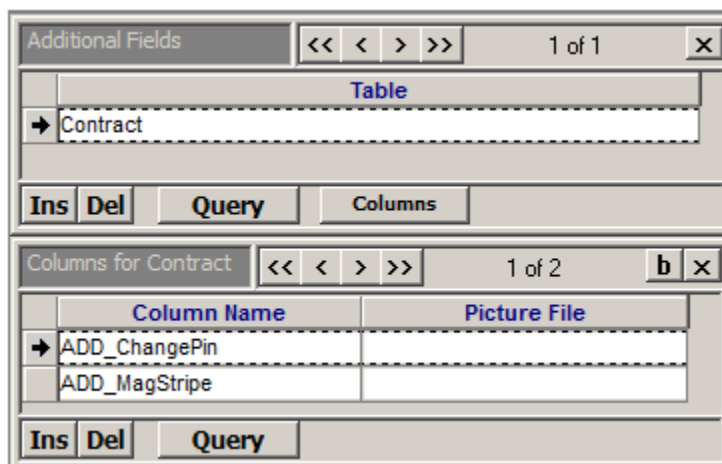 Additional Fields << < > >> 1 of 1 ×
Table
Contract
Ins Del Query Columns
Columns for Contract << < > >> 1 of 2 b ×
Column Name Picture File
ADD_ChangePin
ADD_MagStripe
Ins Del Query